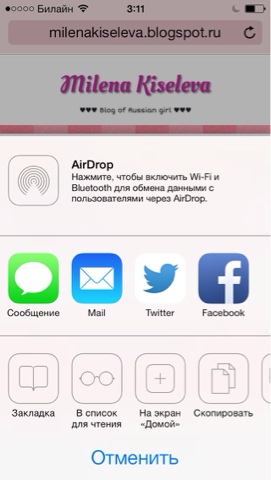 Билайн 3:11
milenakiseleva.blogspot.ru
Milena Kiseleva
♥♥♥ Blog of Russian girl ♥♥♥
AirDrop
Нажмите, чтобы включить Wi-Fi и
Bluetooth для обмена данными с
пользователями через AirDrop.
Сообщение Mail Twitter Facebook
Закладка В список для чтения На экран «Домой» Скопировать
Отменить